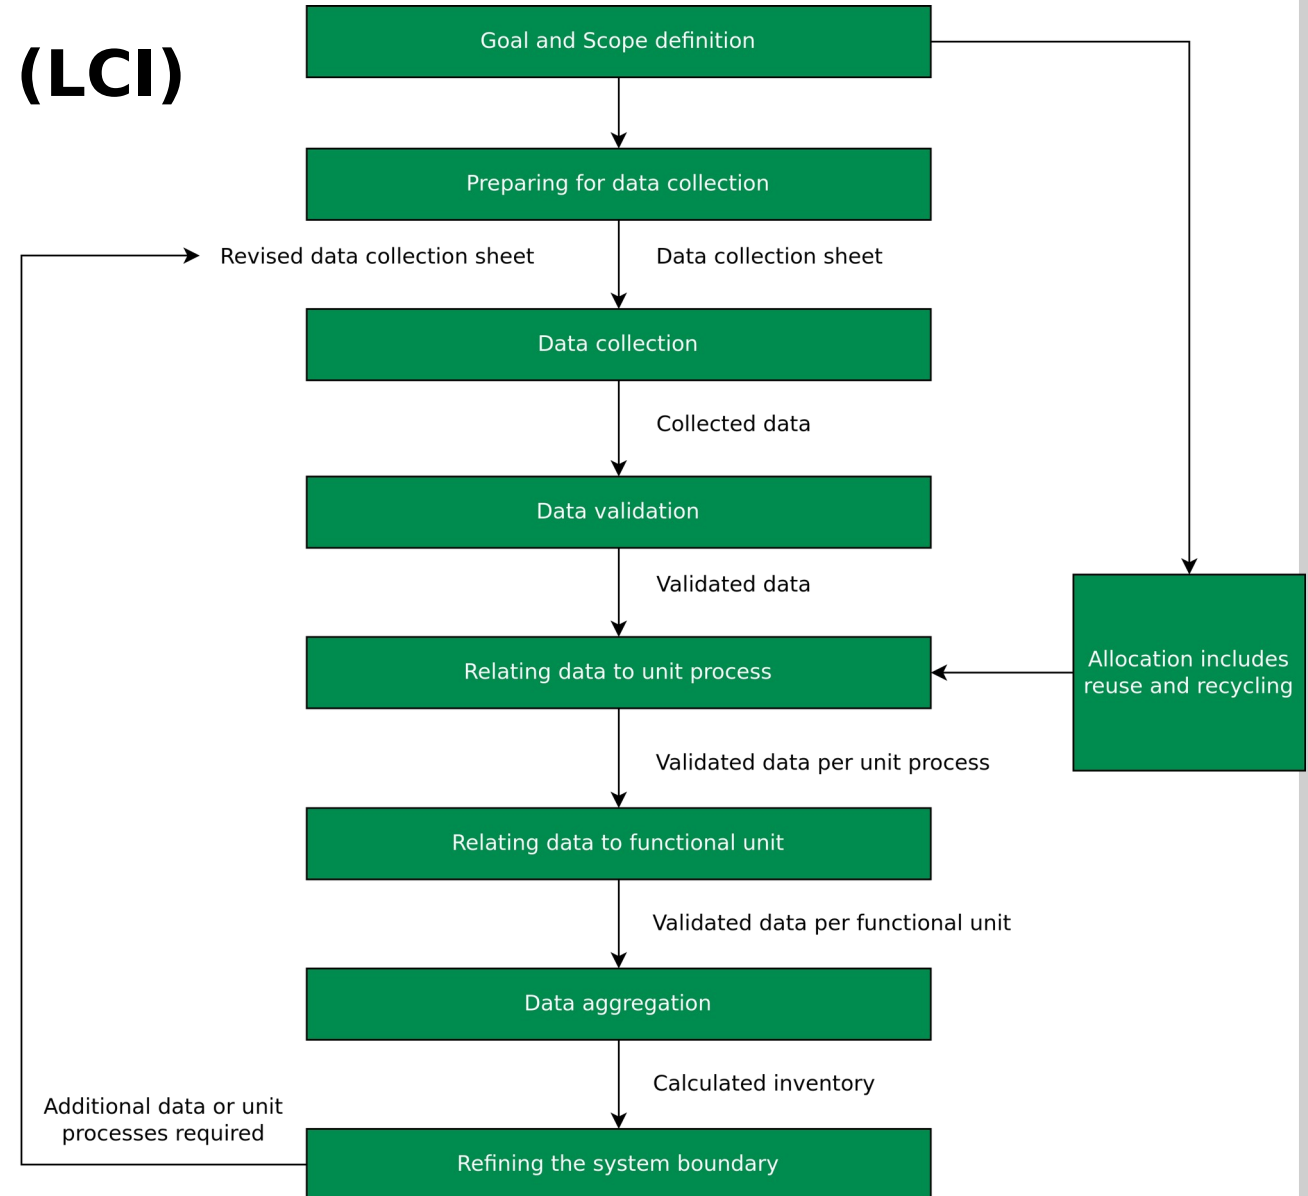 (LCI)
Goal and Scope definition
Preparing for data collection
Revised data collection sheet
Data collection sheet
Data collection
Collected data
Data validation
Validated data
Relating data to unit process
Allocation includes
reuse and recycling
Validated data per unit process
Relating data to functional unit
Validated data per functional unit
Data aggregation
Calculated inventory
Additional data or unit
processes required
Refining the system boundary